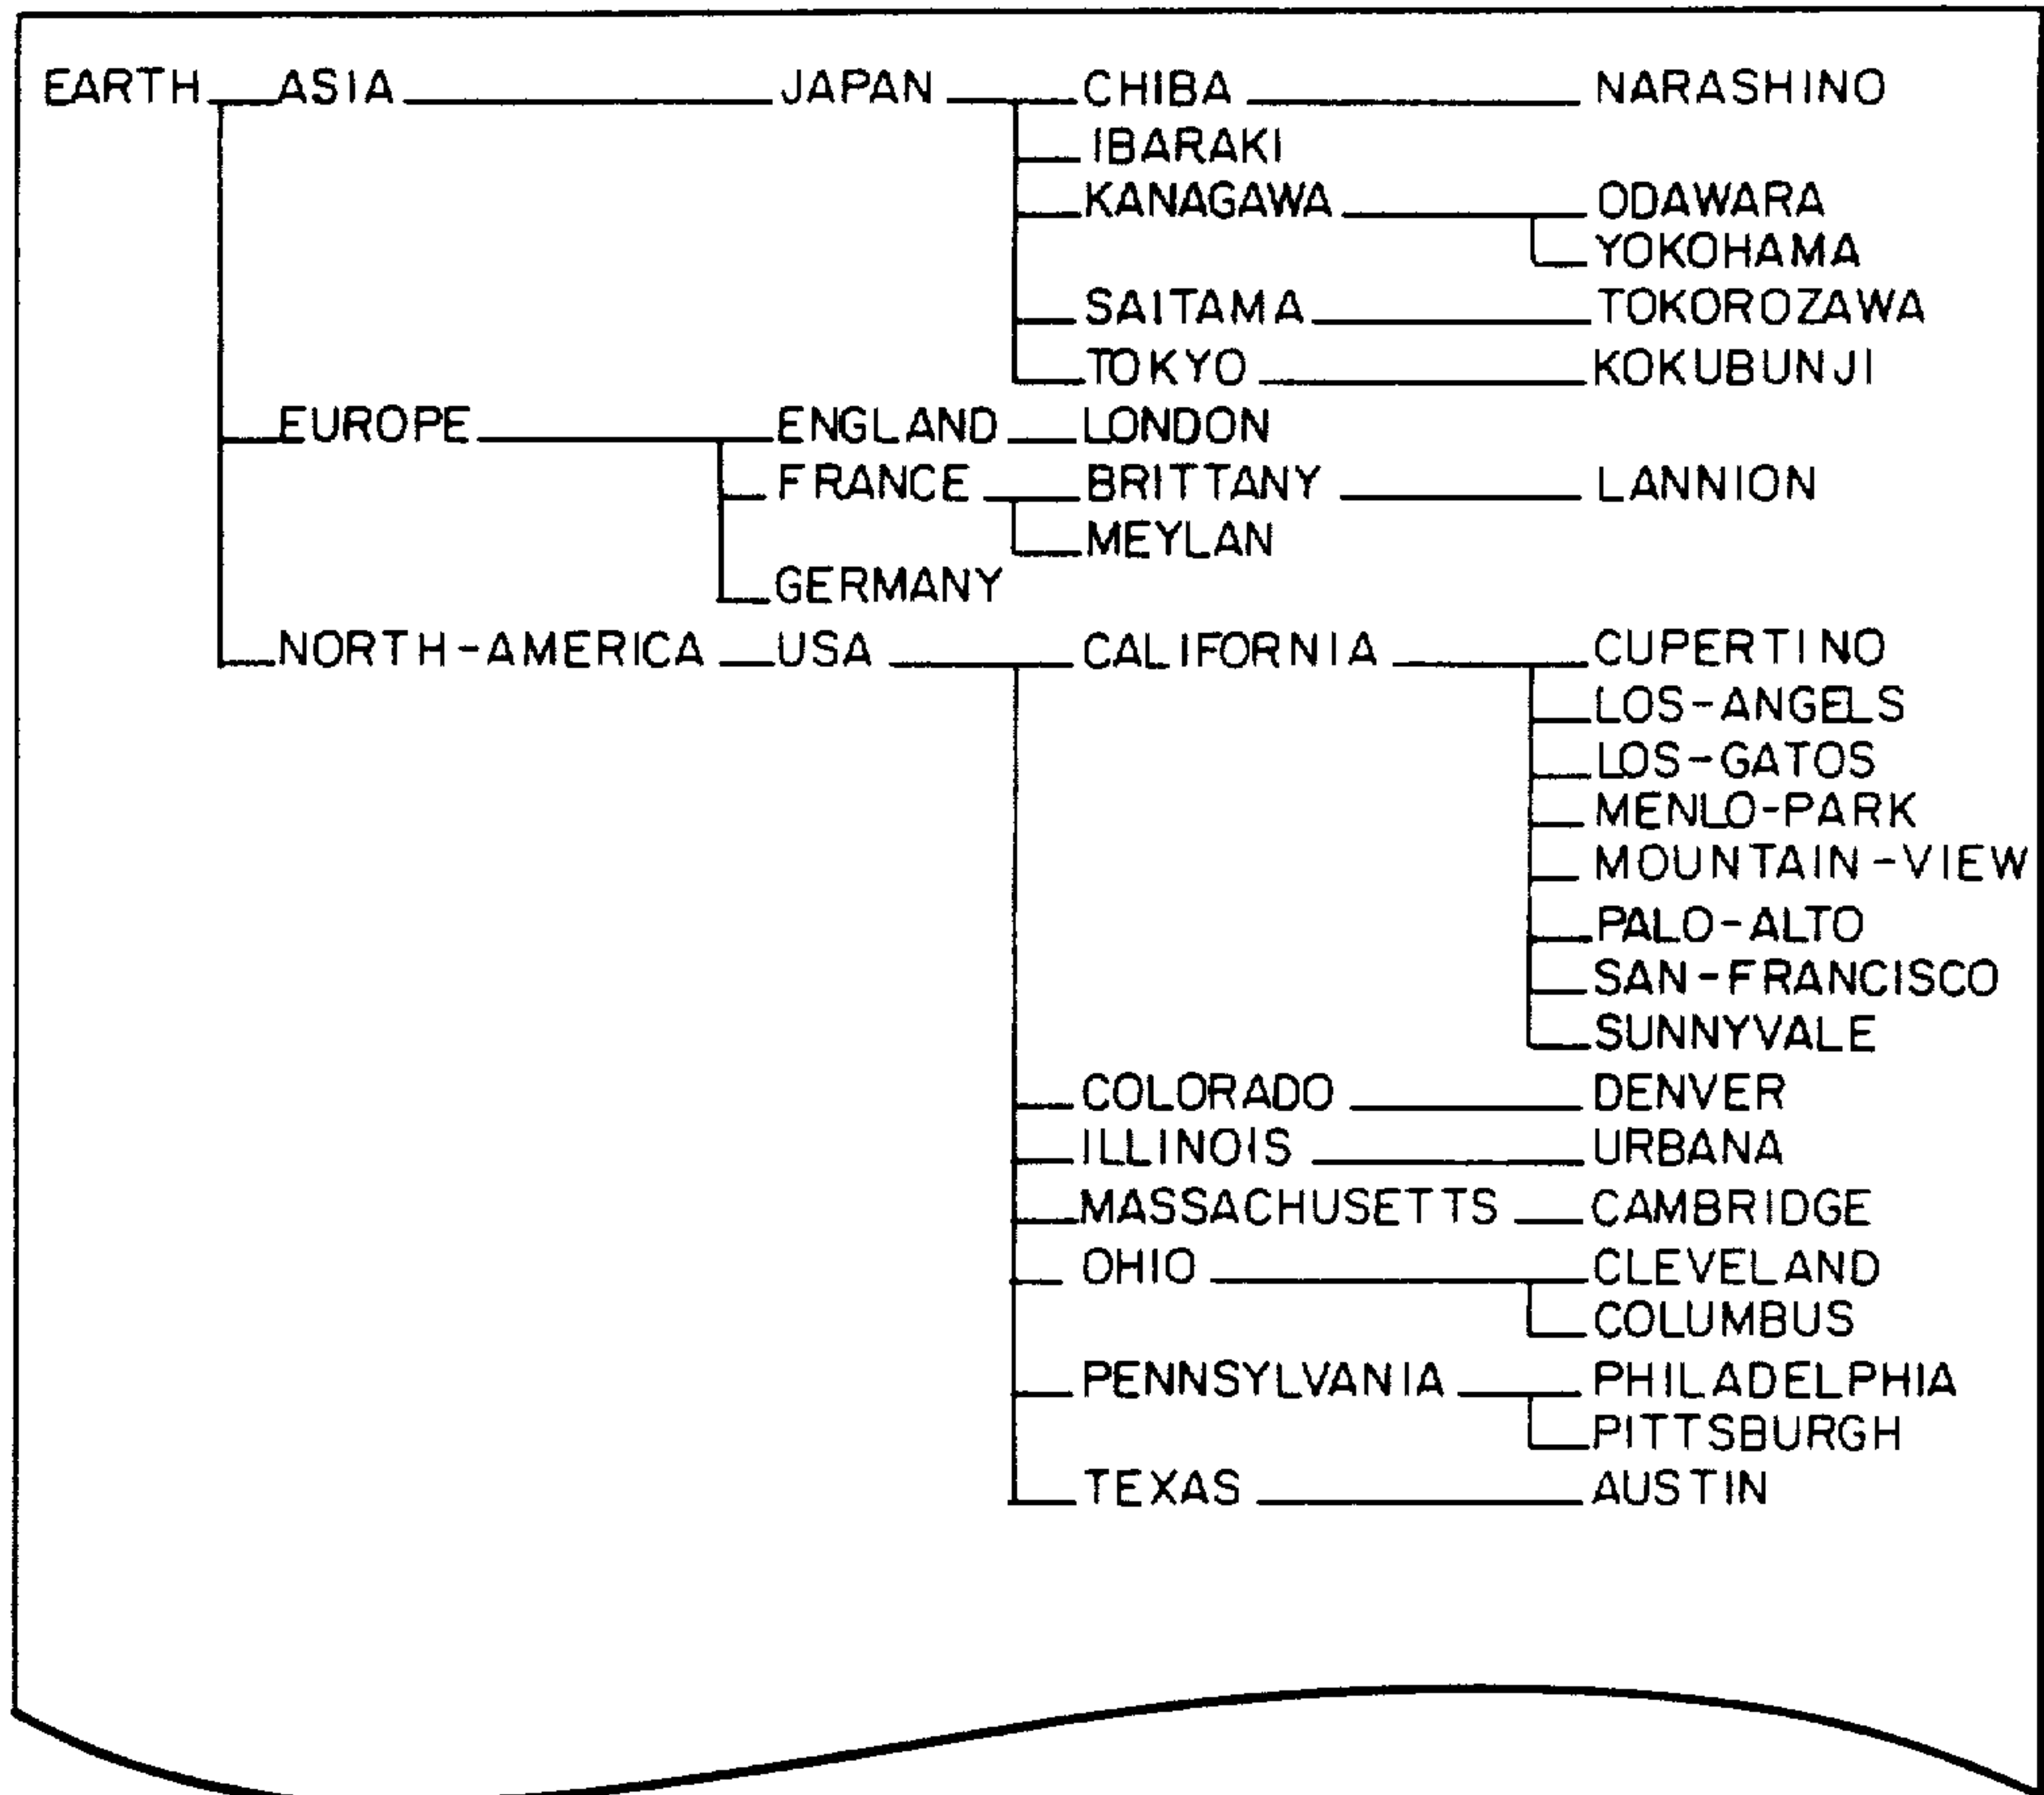 EARTH ASIA JAPAN CHIBA NARASHINO
IBARAKI
KANAGAWA ODAWARA
YOKOHAMA
SAITAMA TOKOROZAWA
TOKYO KOKUBUNJI
EUROPE ENGLAND LONDON
FRANCE BRITTANY LANNION
MEYLAN
GERMANY
NORTH-AMERICA USA CALIFORNIA CUPERTINO
LOS-ANGELS
LOS-GATOS
MENLO-PARK
MOUNTAIN-VIEW
PALO-ALTO
SAN-FRANCISCO
SUNNYVALE
COLORADO DENVER
ILLINOIS URBANA
MASSACHUSETTS CAMBRIDGE
OHIO CLEVELAND
COLUMBUS
PENNSYLVANIA PHILADELPHIA
PITTSBURGH
TEXAS AUSTIN